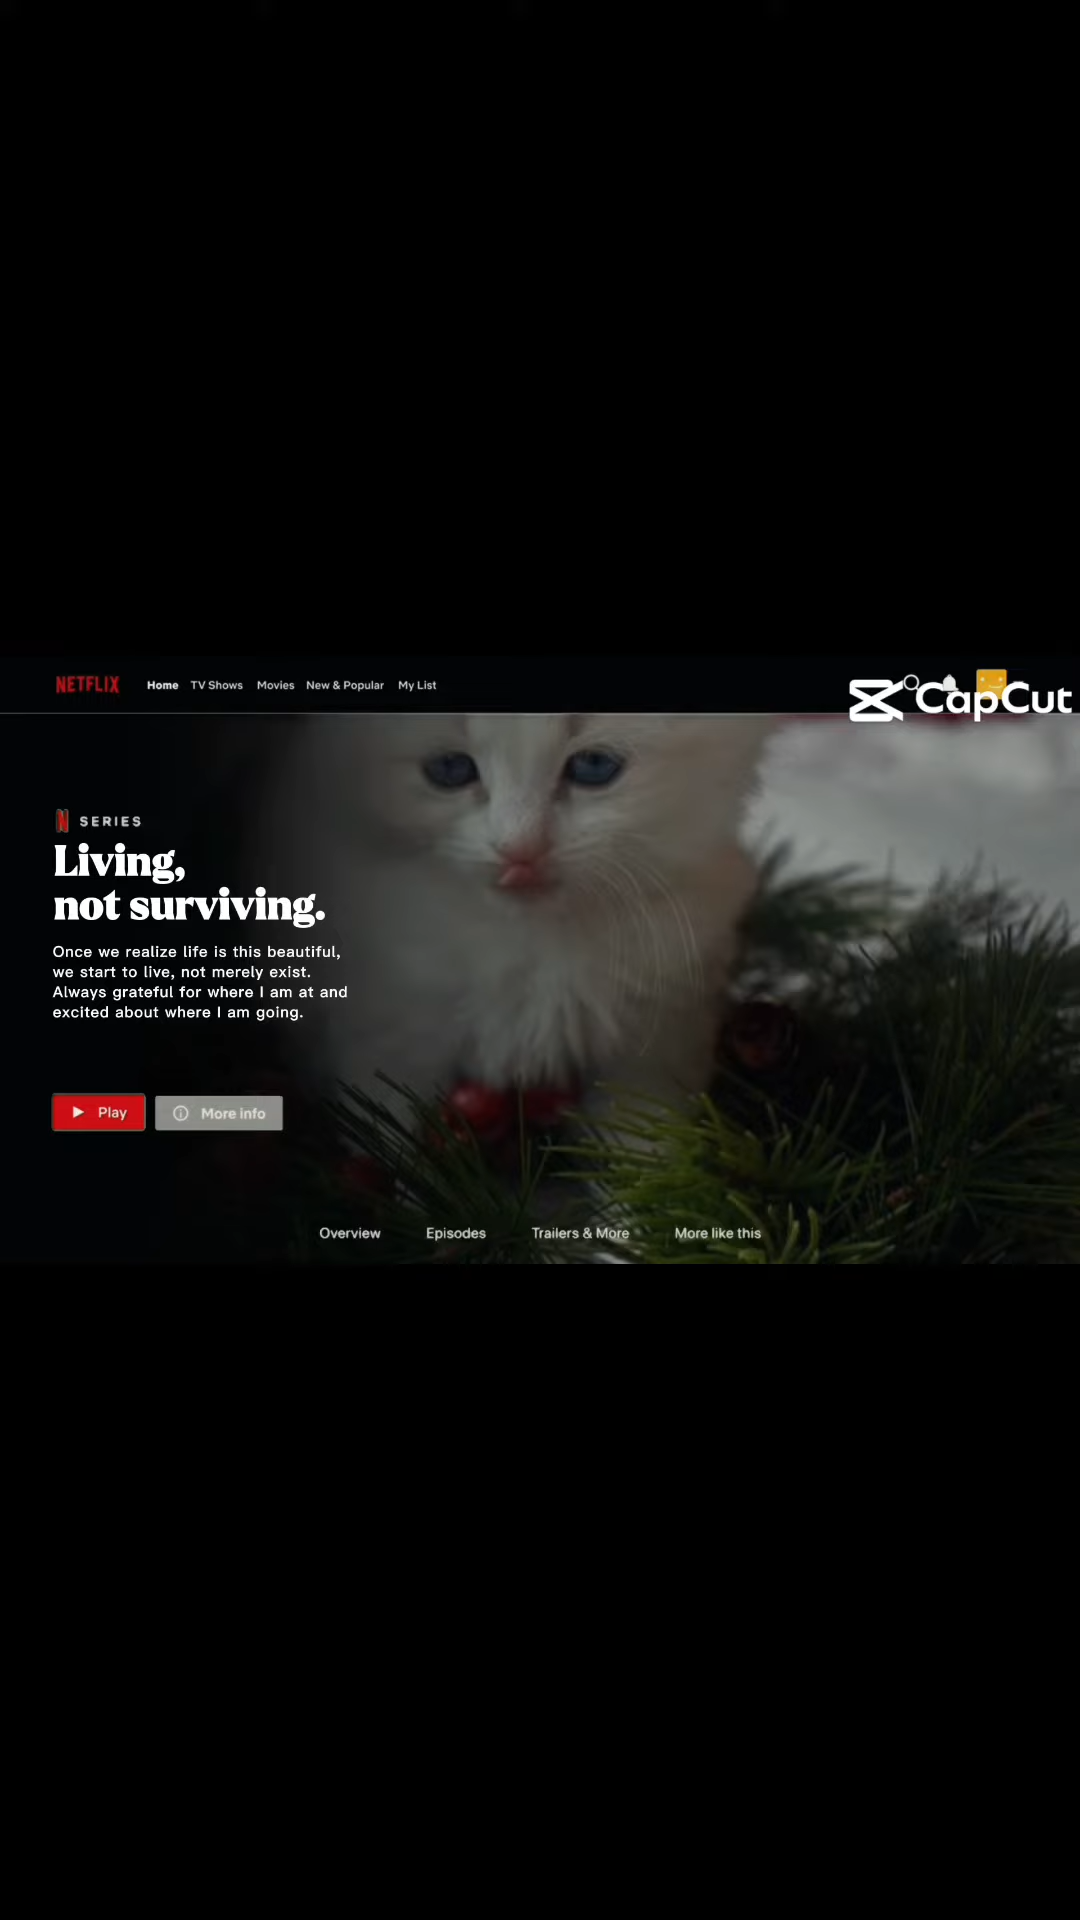 NETFLIX Home TV Shows Movies New & Popular My List
CapCut
N SERIES
Living,
not surviving.
Once we realize life is this beautiful,
we start to live, not merely exist.
Always grateful for where I am at and
excited about where I am going.
Play More info
Overview Episodes Trailers & More More like this